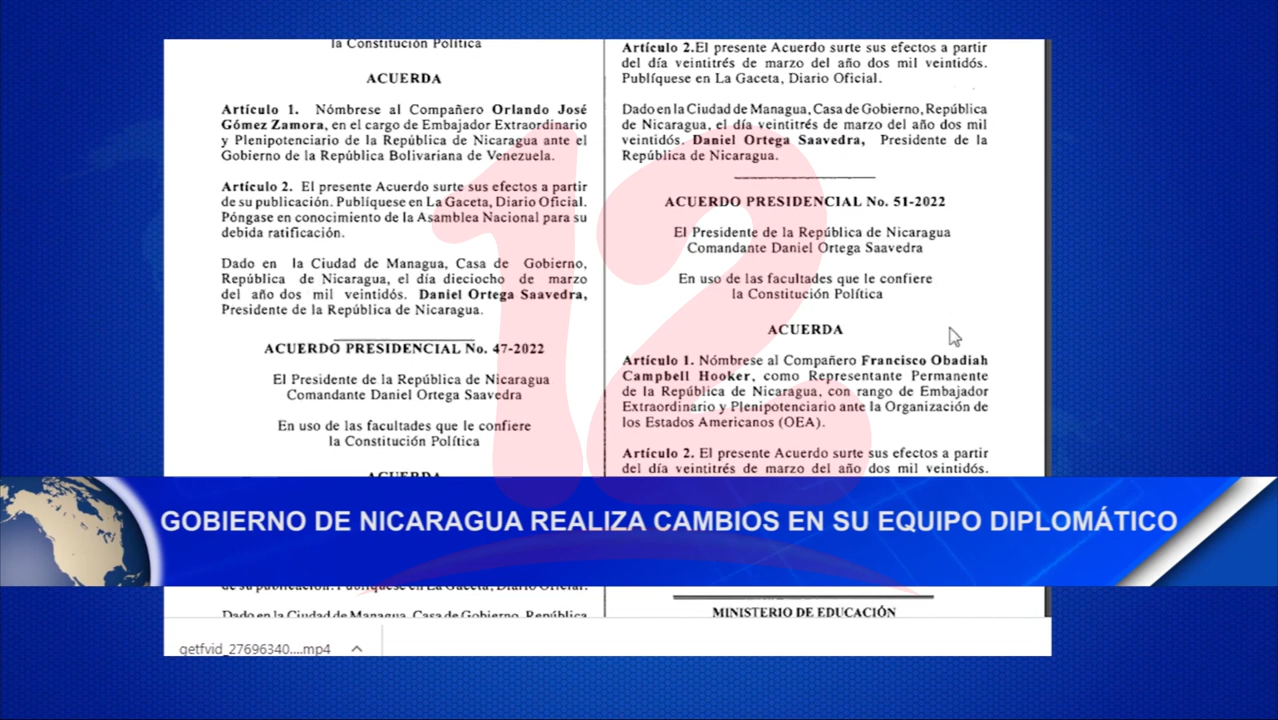 la Constitución Política
ACUERDA
Artículo 1. Nómbrese al Compañero Orlando José
Gómez Zamora, en el cargo de Embajador Extraordinario
y Plenipotenciario de la República de Nicaragua ante el
Gobierno de la República Bolivariana de Venezuela.
Artículo 2. El presente Acuerdo surte sus efectos a partir
de su publicación. Publíquese en La Gaceta, Diario Oficial.
Póngase en conocimiento de la Asamblea Nacional para su
debida ratificación.
Dado en la Ciudad de Managua, Casa de Gobierno,
República de Nicaragua, el día dieciocho de marzo
del año dos mil veintidós. Daniel Ortega Saavedra,
Presidente de la República de Nicaragua.
ACUERDO PRESIDENCIAL No. 47-2022
El Presidente de la República de Nicaragua
Comandante Daniel Ortega Saavedra
En uso de las facultades que le confiere
la Constitución Política
ACUERDA
de su publicación. Publíquese en La Gaceta, Diario Oficial.
Dado en la Ciudad de Managua, Casa de Gobierno, República
Artículo 2.El presente Acuerdo surte sus efectos a partir
del día veintitrés de marzo del año dos mil veintidós.
Publíquese en La Gaceta, Diario Oficial.
Dado en la Ciudad de Managua, Casa de Gobierno, República
de Nicaragua, el día veintitrés de marzo del año dos mil
veintidós. Daniel Ortega Saavedra, Presidente de la
República de Nicaragua.
ACUERDO PRESIDENCIAL No. 51-2022
El Presidente de la República de Nicaragua
Comandante Daniel Ortega Saavedra
En uso de las facultades que le confiere
la Constitución Política
ACUERDA
Artículo 1. Nómbrese al Compañero Francisco Obadiah
Campbell Hooker, como Representante Permanente
de la República de Nicaragua, con rango de Embajador
Extraordinario y Plenipotenciario ante la Organización de
los Estados Americanos (OEA).
Artículo 2. El presente Acuerdo surte sus efectos a partir
del día veintitrés de marzo del año dos mil veintidós.
MINISTERIO DE EDUCACIÓN
12
GOBIERNO DE NICARAGUA REALIZA CAMBIOS EN SU EQUIPO DIPLOMÁTICO
getfvid_27696340....mp4